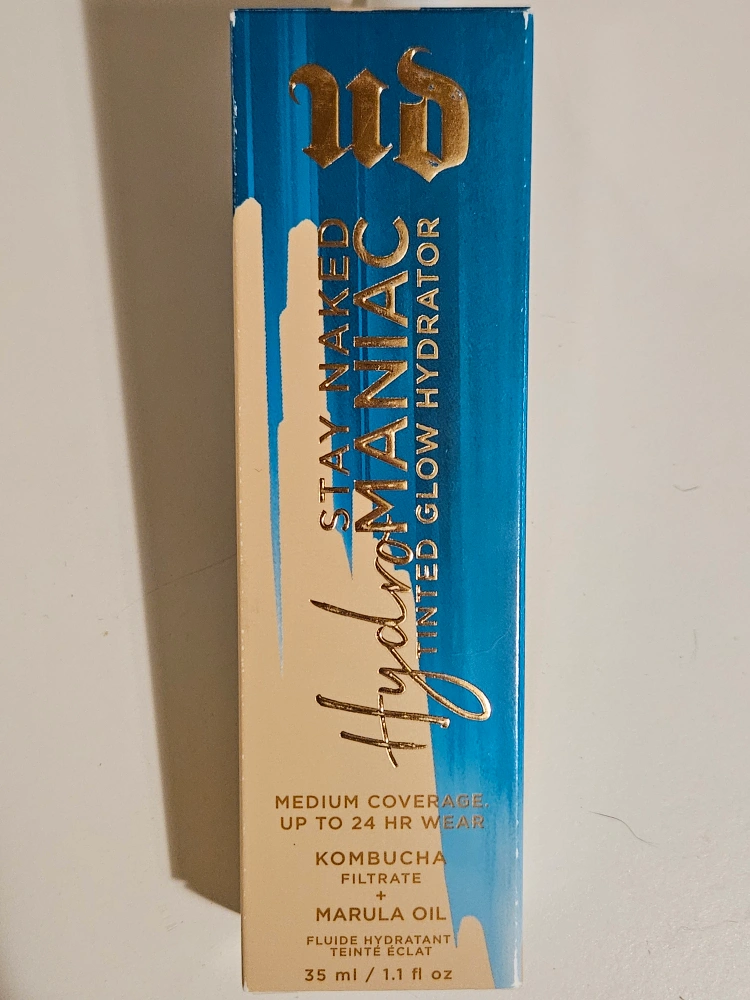 UD
STAY NAKED
HydroMANIAC
TINTED GLOW HYDRATOR
MEDIUM COVERAGE
UP TO 24 HR WEAR
KOMBUCHA
FILTRATE
+
MARULA OIL
FLUIDE HYDRATANT
TEINTÉ ÉCLAT
35 ml / 1.1 fl oz